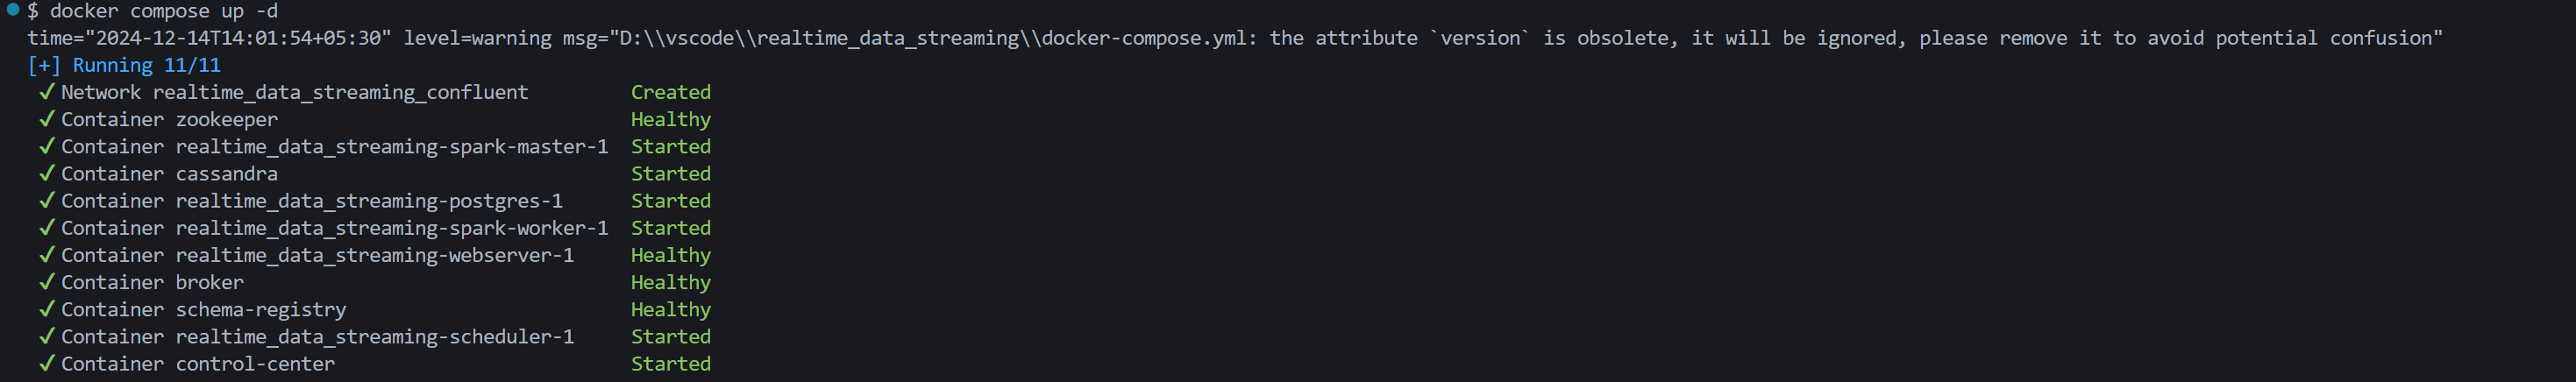 $ docker compose up -d
time="2024-12-14T14:01:54+05:30" level=warning msg="D:\\vscode\\realtime_data_streaming\\docker-compose.yml: the attribute `version` is obsolete, it will be ignored, please remove it to avoid potential confusion"
[+] Running 11/11
✔ Network realtime_data_streaming_confluent Created
✔ Container zookeeper Healthy
✔ Container realtime_data_streaming-spark-master-1 Started
✔ Container cassandra Started
✔ Container realtime_data_streaming-postgres-1 Started
✔ Container realtime_data_streaming-spark-worker-1 Started
✔ Container realtime_data_streaming-webserver-1 Healthy
✔ Container broker Healthy
✔ Container schema-registry Healthy
✔ Container realtime_data_streaming-scheduler-1 Started
✔ Container control-center Started